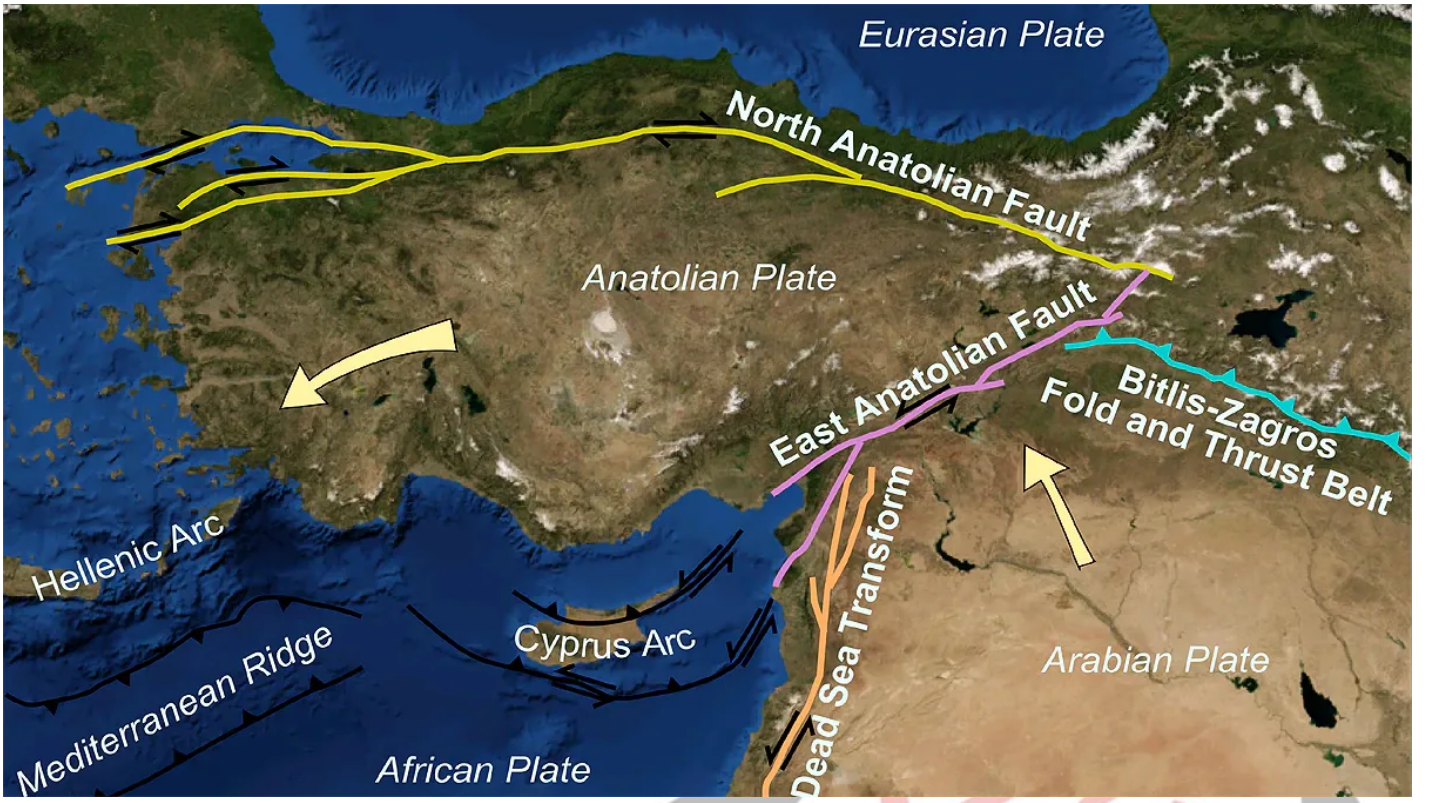 Eurasian Plate
North Anatolian Fault
Anatolian Plate
East Anatolian Fault
Bitlis-Zagros
Fold and Thrust Belt
Hellenic Arc
Cyprus Arc
Mediterranean Ridge
Dead Sea Transform
Arabian Plate
African Plate